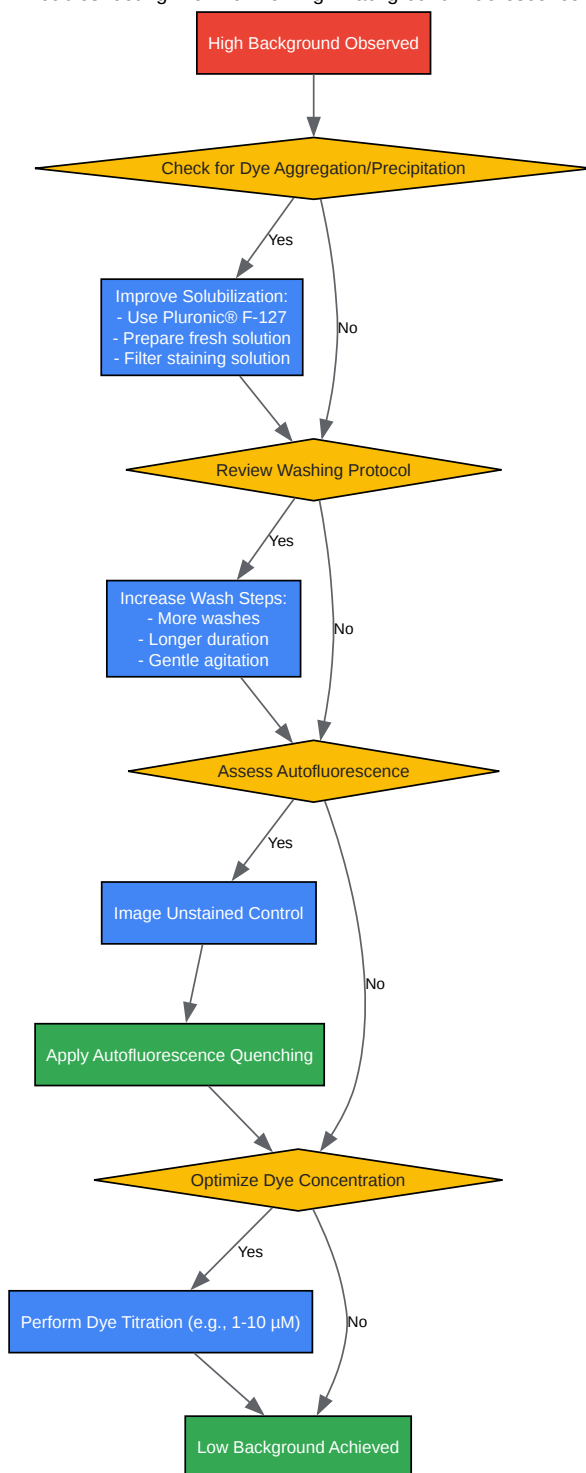 High Background Observed
Check for Dye Aggregation/Precipitation
Yes
Improve Solubilization:
- Use Pluronic® F-127
- Prepare fresh solution
- Filter staining solution
No
Review Washing Protocol
Yes
Increase Wash Steps:
- More washes
- Longer duration
- Gentle agitation
No
Assess Autofluorescence
Yes
Image Unstained Control
No
Apply Autofluorescence Quenching
Optimize Dye Concentration
Yes
Perform Dye Titration (e.g., 1-10 µM)
No
Low Background Achieved